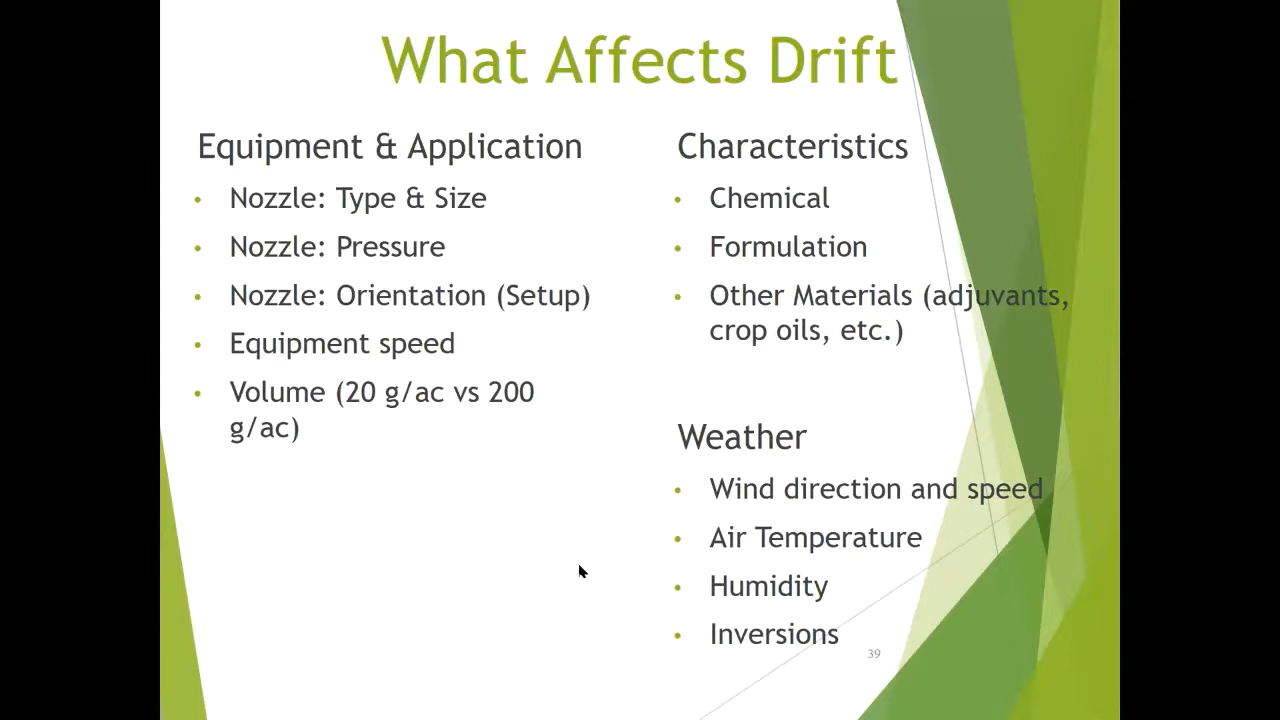 What Affects Drift
Equipment & Application
• Nozzle: Type & Size
• Nozzle: Pressure
• Nozzle: Orientation (Setup)
• Equipment speed
• Volume (20 g/ac vs 200
g/ac)
Characteristics
• Chemical
• Formulation
• Other Materials (adjuvants,
crop oils, etc.)
Weather
• Wind direction and speed
• Air Temperature
• Humidity
• Inversions
39